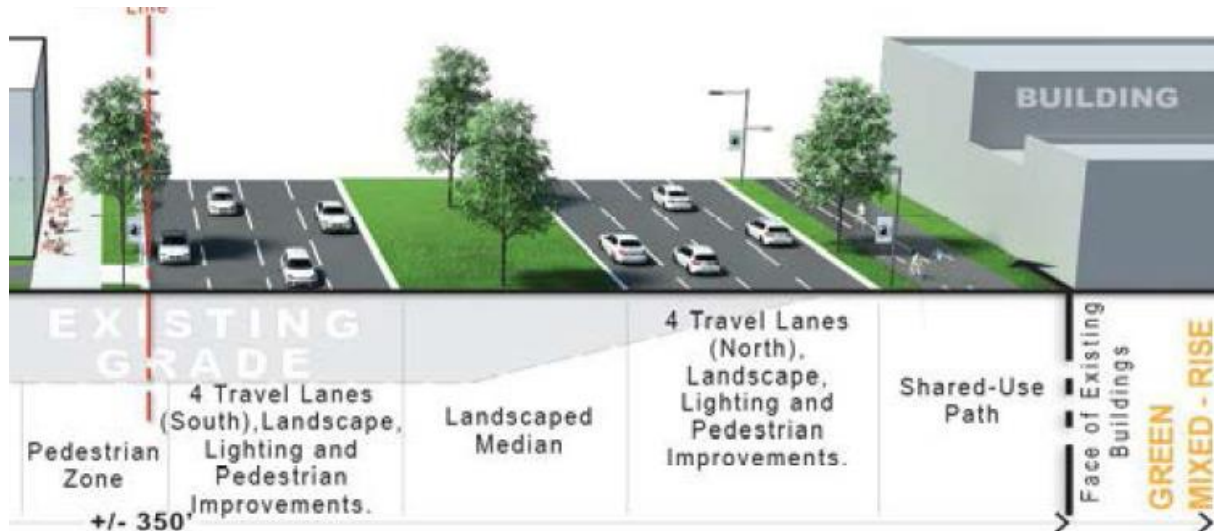 Line
BUILDING
EXISTING
GRADE
Pedestrian
Zone
4 Travel Lanes
(South),Landscape,
Lighting and
Pedestrian
Improvements.
Landscaped
Median
4 Travel Lanes
(North),
Landscape,
Lighting and
Pedestrian
Improvements.
Shared-Use
Path
Face of Existing
Buildings
GREEN
MIXED - RISE
+/- 350'